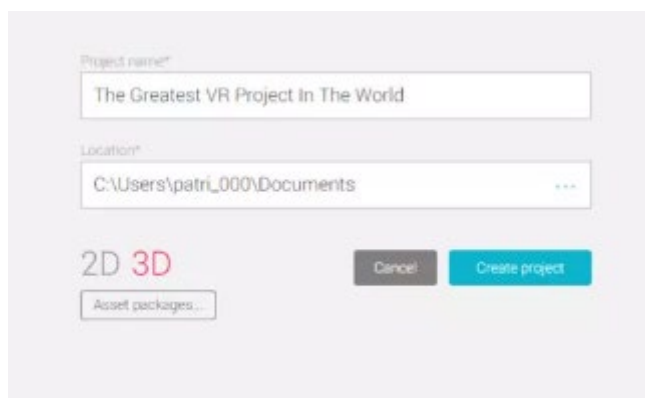 Project name*
The Greatest VR Project In The World
Location*
C:\Users\patri_000\Documents
...
2D 3D
Cancel
Create project
Asset packages...